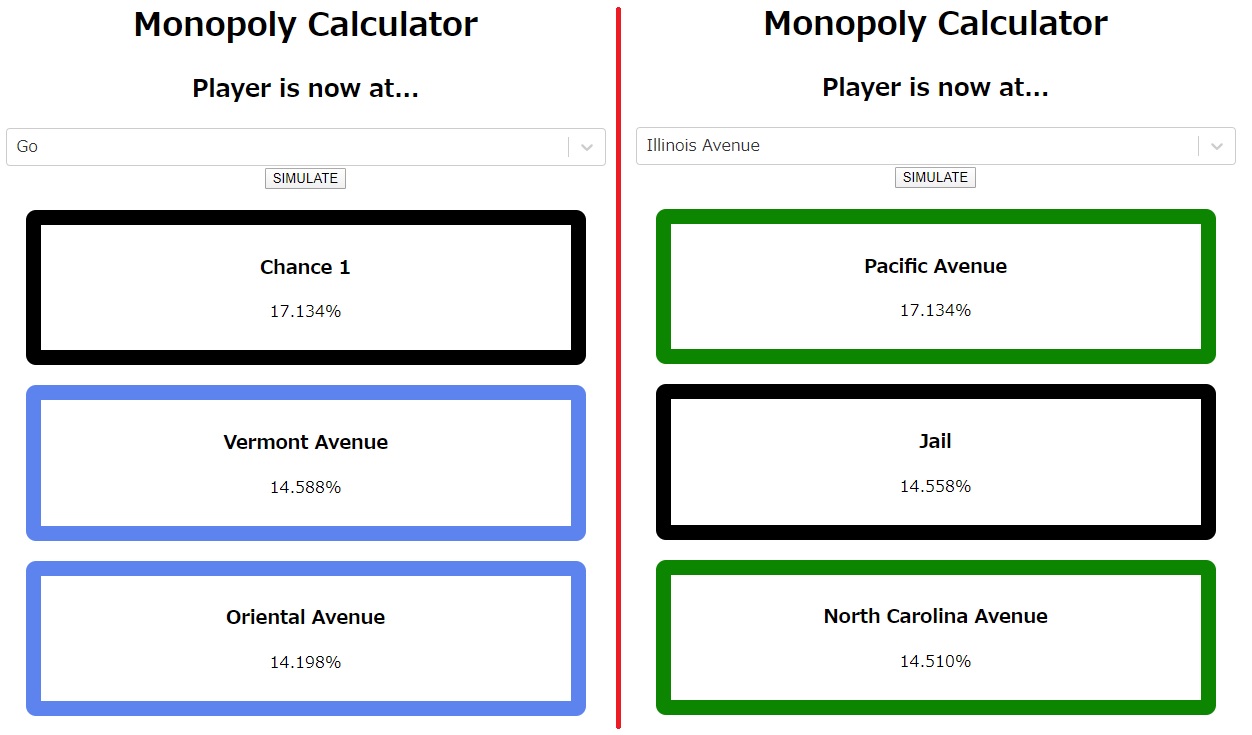 Monopoly Calculator
Player is now at...
Go
SIMULATE
Chance 1
17.134%
Vermont Avenue
14.588%
Oriental Avenue
14.198%
Monopoly Calculator
Player is now at...
Illinois Avenue
SIMULATE
Pacific Avenue
17.134%
Jail
14.558%
North Carolina Avenue
14.510%